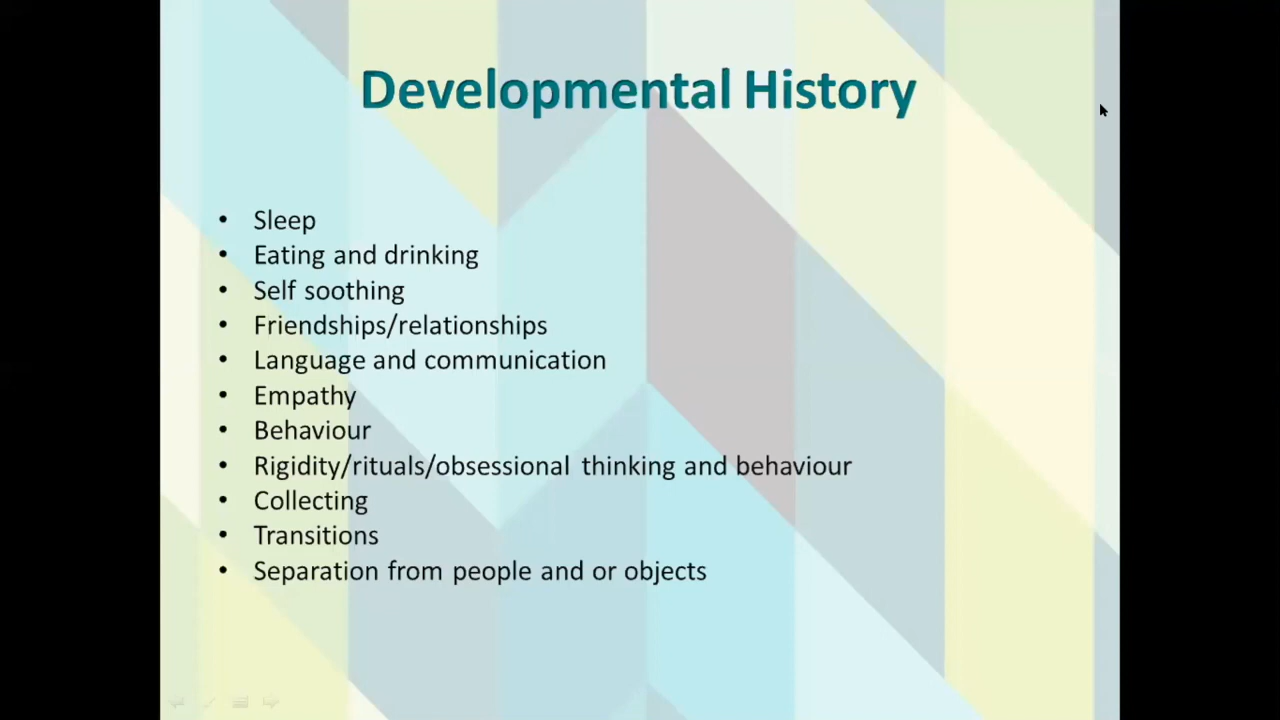 Developmental History
• Sleep
• Eating and drinking
• Self soothing
• Friendships/relationships
• Language and communication
• Empathy
• Behaviour
• Rigidity/rituals/obsessional thinking and behaviour
• Collecting
• Transitions
• Separation from people and or objects